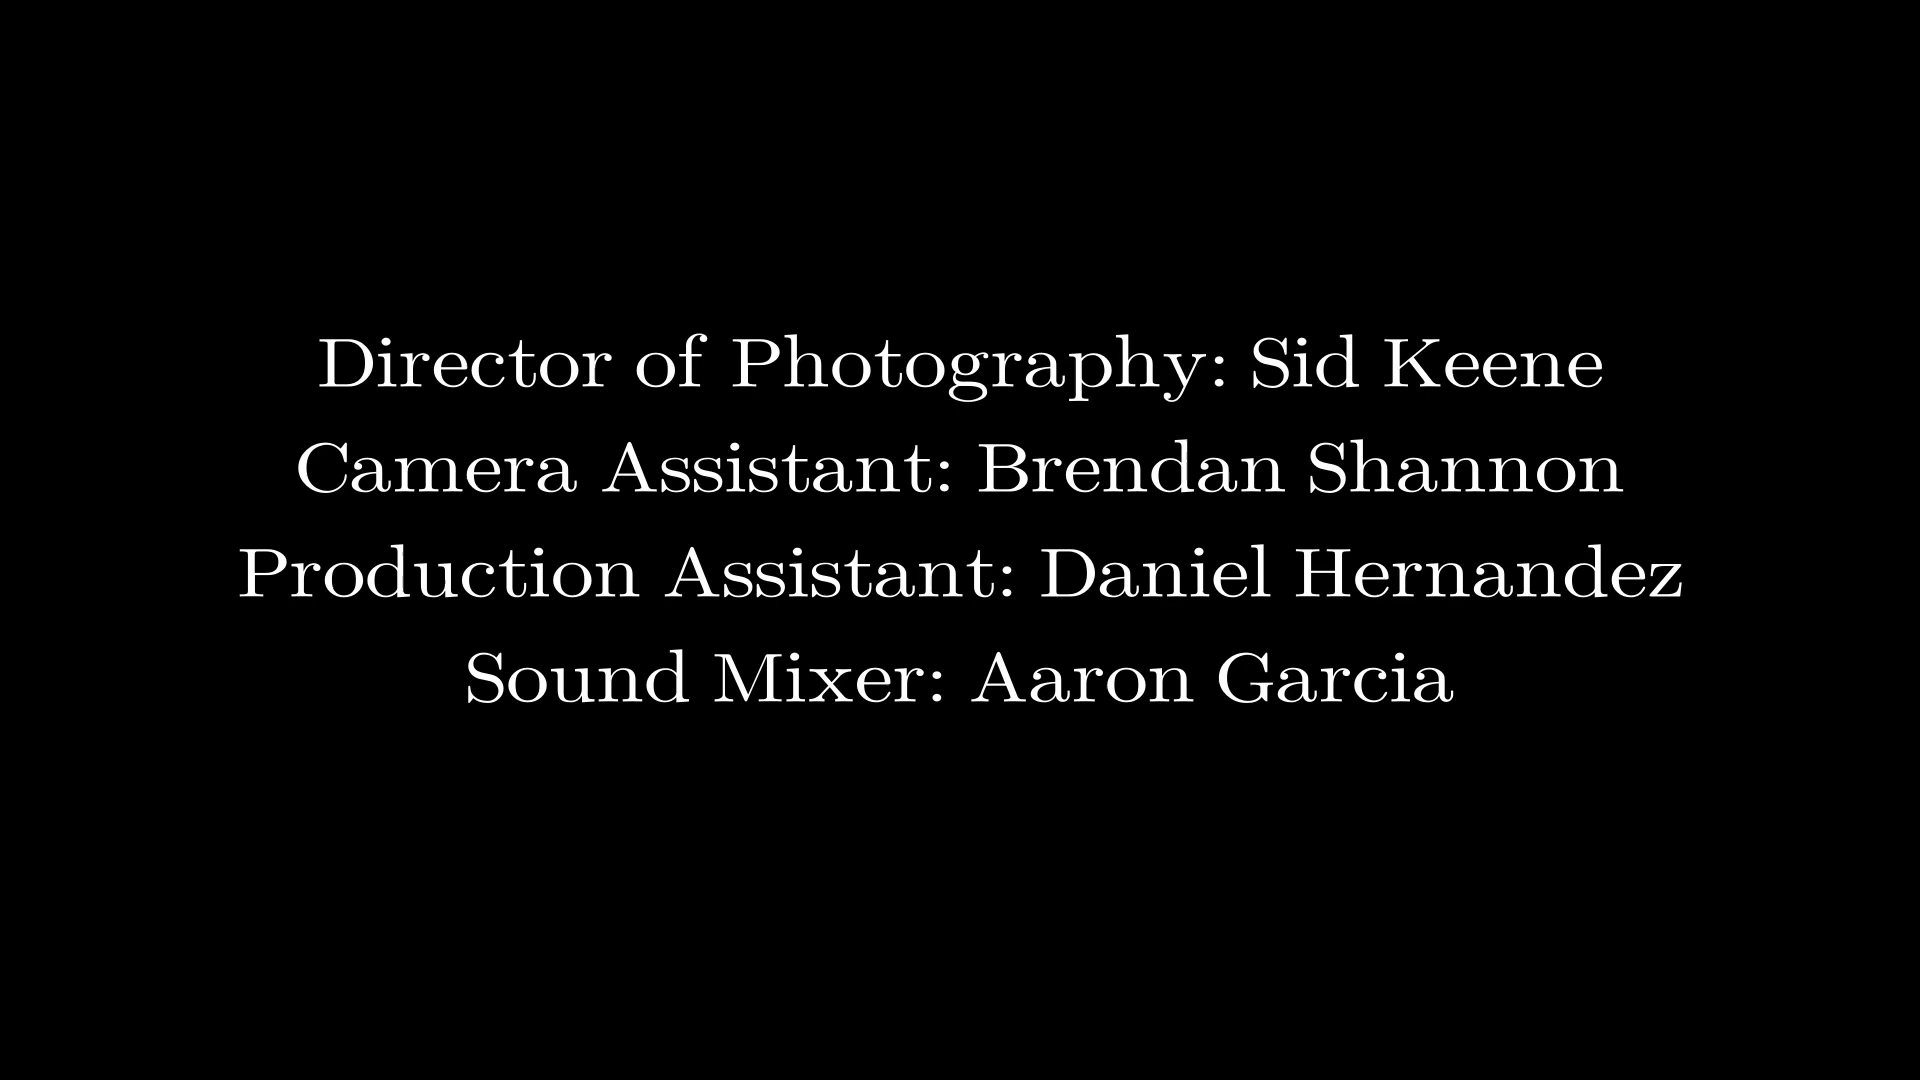 Director of Photography: Sid Keene
Camera Assistant: Brendan Shannon
Production Assistant: Daniel Hernandez
Sound Mixer: Aaron Garcia